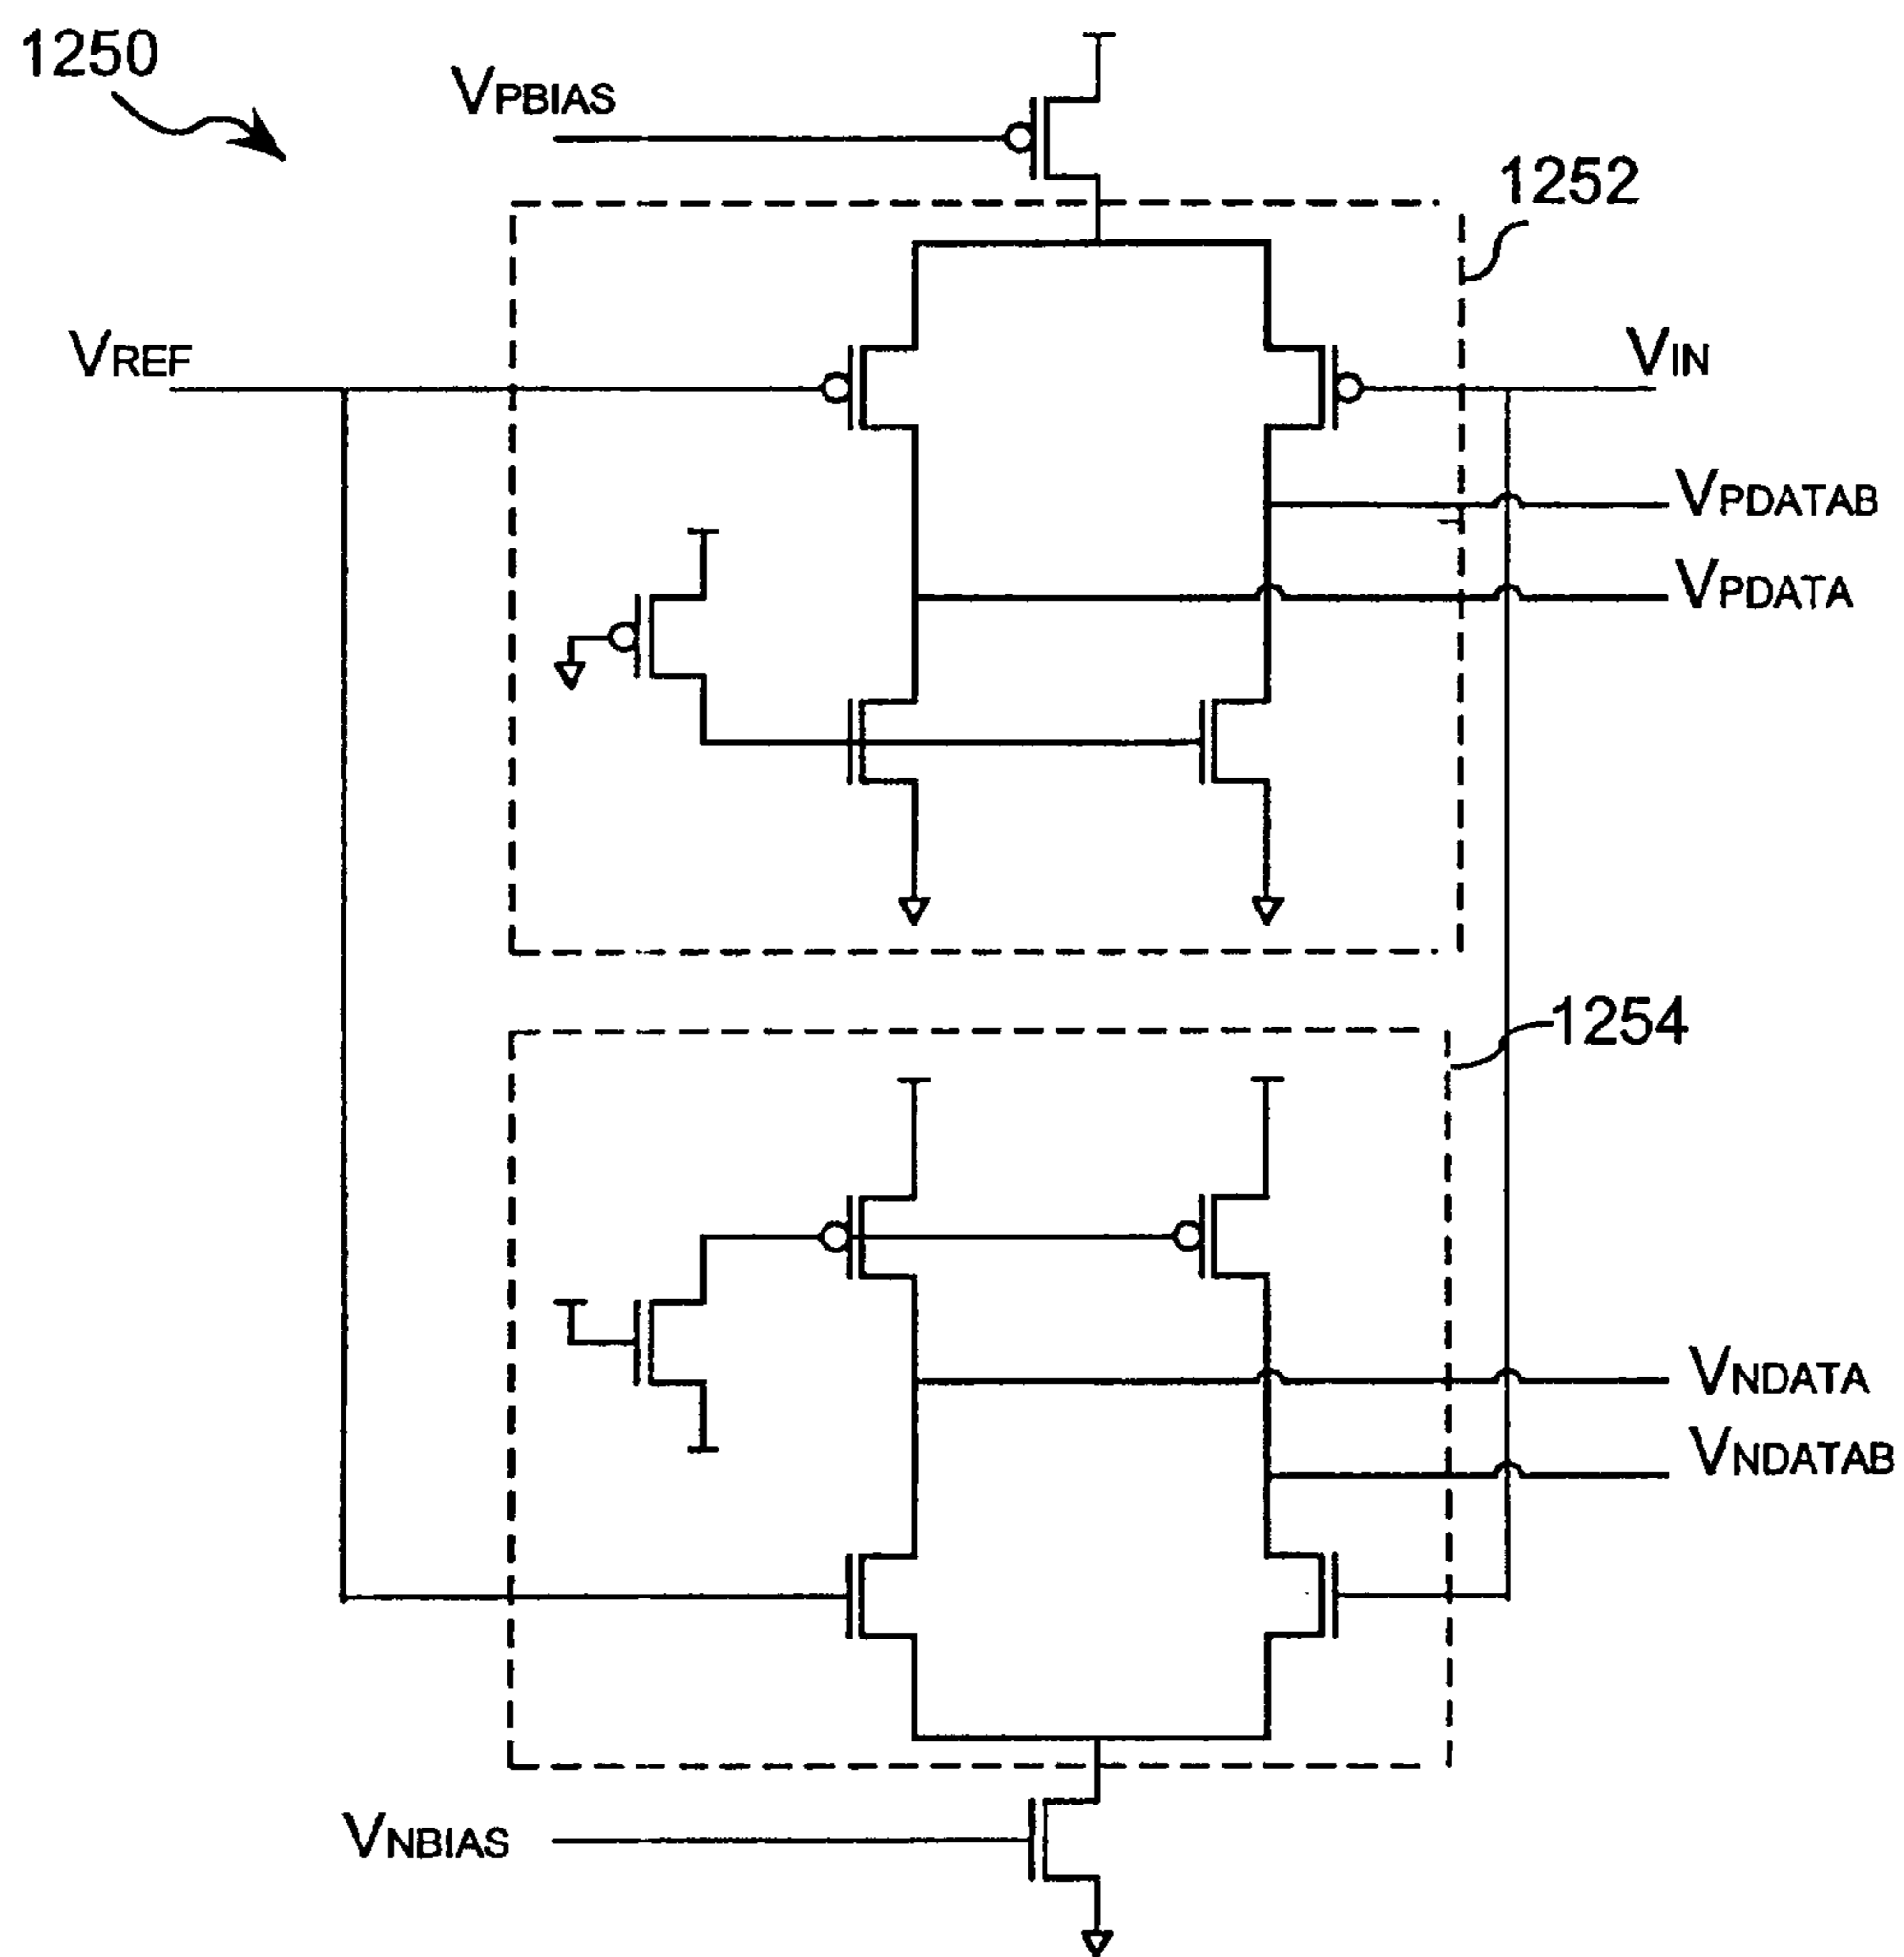 1250
VPBIAS
1252
VREF
VIN
VPDATAB
VPDATA
1254
VNDATA
VNDATAB
VNBIAS